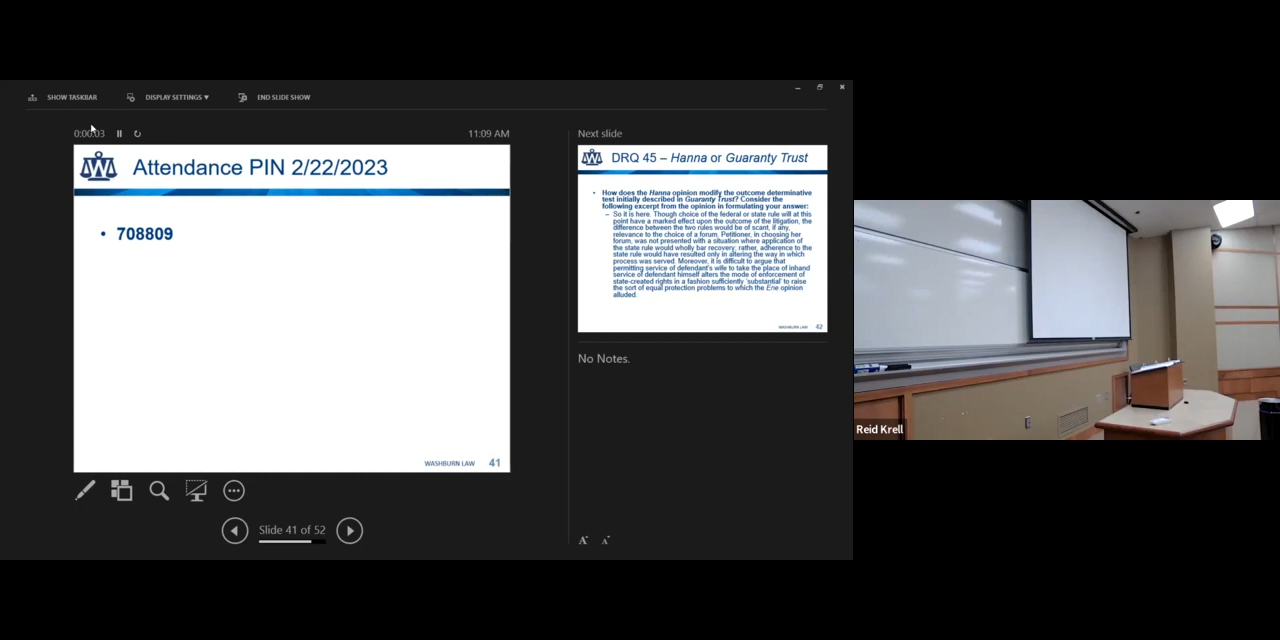 SHOW TASKBAR
DISPLAY SETTINGS ▾
END SLIDE SHOW
0:00:03
11:09 AM
Attendance PIN 2/22/2023
• 708809
WASHBURN LAW 41
Slide 41 of 52
Next slide
DRQ 45 – Hanna or Guaranty Trust
• How does the Hanna opinion modify the outcome determinative
test initially described in Guaranty Trust? Consider the
following excerpt from the opinion in formulating your answer:
– So it is here. Though choice of the federal or state rule will at this
point have a marked effect upon the outcome of the litigation, the
difference between the two rules would be of scant, if any,
relevance to the choice of a forum. Petitioner, in choosing her
forum, was not presented with a situation where application of
the state rule would wholly bar recovery; rather, adherence to the
state rule would have resulted only in altering the way in which
process was served. Moreover, it is difficult to argue that
permitting service of defendant's wife to take the place of inhand
service of defendant himself alters the mode of enforcement of
state-created rights in a fashion sufficiently 'substantial' to raise
the sort of equal protection problems to which the Erie opinion
alluded.
WASHBURN LAW 42
No Notes.
A A
Reid Krell